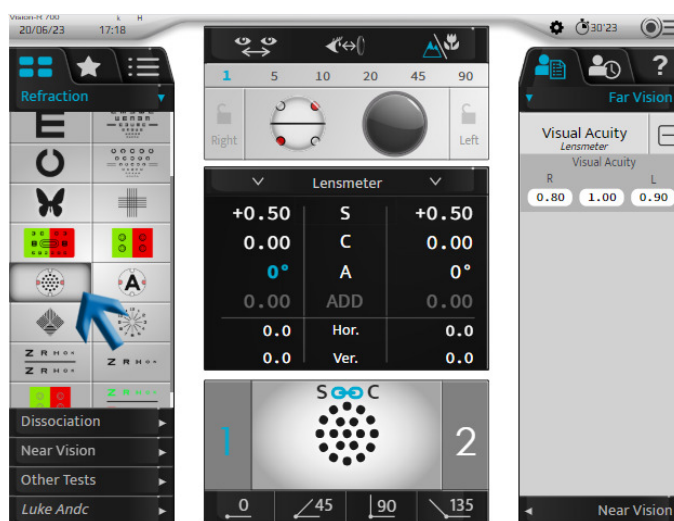 Vision-R 700
20/06/23 17:18
H
30'23
?
Refraction
Far Vision
1 5 10 20 45 90
Right
Left
Visual Acuity
Lensmeter
Visual Acuity
R L
0.80 1.00 0.90
Lensmeter
+0.50 S +0.50
0.00 C 0.00
0° A 0°
0.00 ADD 0.00
0.0 Hor. 0.0
0.0 Ver. 0.0
E
A
Z R H O K
Z R H O K
Z R H O K
S C
1 2
Dissociation
Near Vision
Other Tests
Luke Andc
0 45 90 135
Near Vision